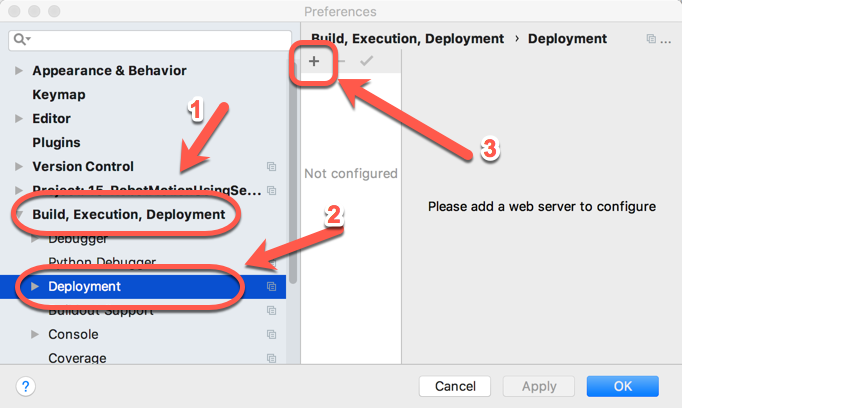 Preferences
Build, Execution, Deployment › Deployment
...
Appearance & Behavior
Keymap
1
Editor
3
Plugins
Version Control
Not configured
Project: 15_RobotMotionUsingSe...
Please add a web server to configure
Build, Execution, Deployment
2
Debugger
Python Debugger
Deployment
Buildout Support
Console
Coverage
?
Cancel
Apply
OK